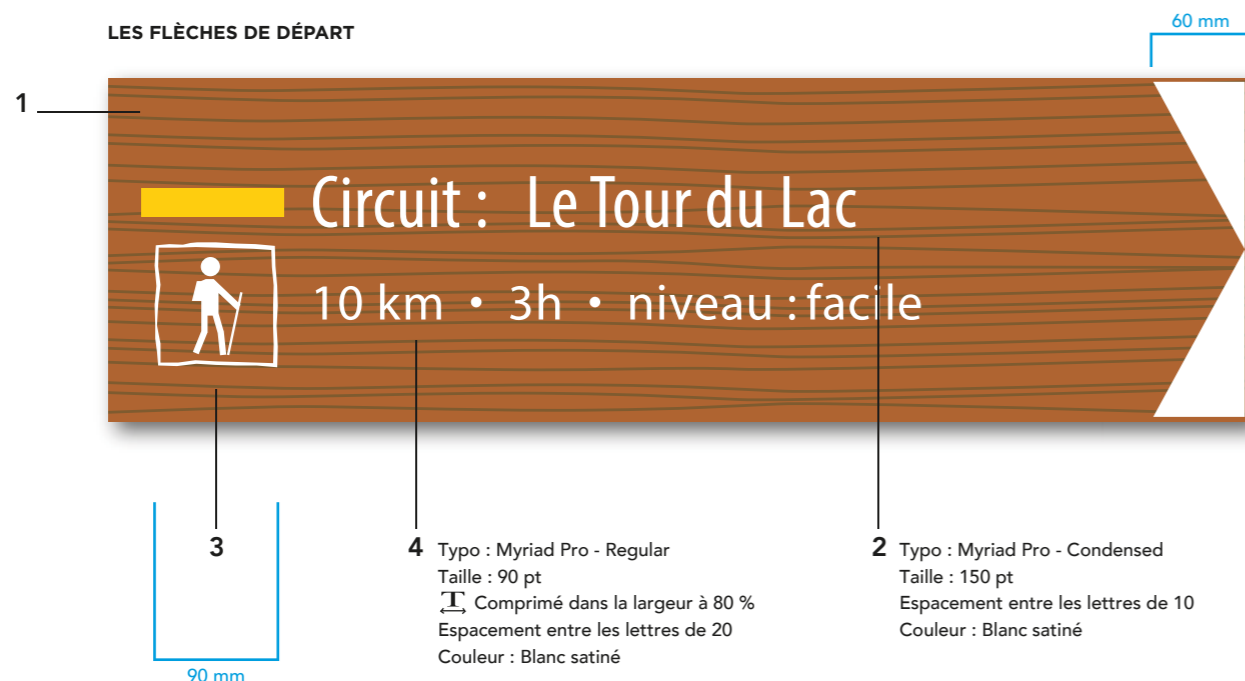 LES FLÈCHES DE DÉPART
60 mm
1
Circuit : Le Tour du Lac
10 km • 3h • niveau : facile
3
90 mm
4 Typo : Myriad Pro - Regular
Taille : 90 pt
T Comprimé dans la largeur à 80 %
Espacement entre les lettres de 20
Couleur : Blanc satiné
2 Typo : Myriad Pro - Condensed
Taille : 150 pt
Espacement entre les lettres de 10
Couleur : Blanc satiné